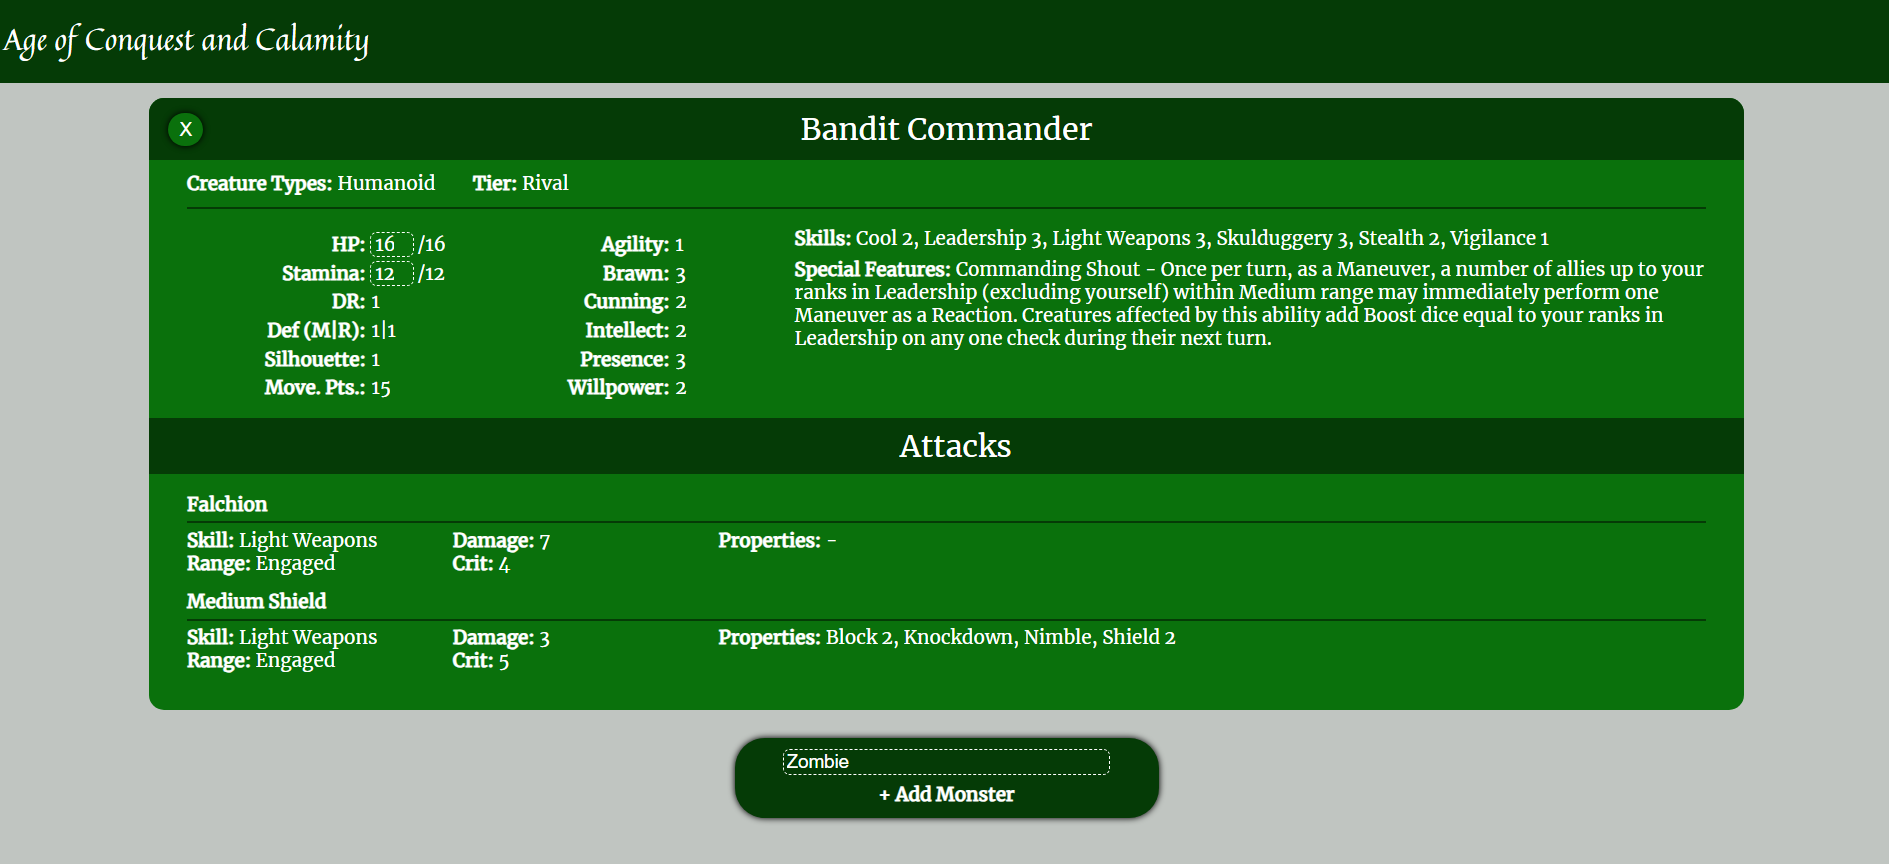 Age of Conquest and Calamity
X
Bandit Commander
Creature Types: Humanoid Tier: Rival
HP: 16 /16
Stamina: 12 /12
DR: 1
Def (M|R): 1|1
Silhouette: 1
Move. Pts.: 15
Agility: 1
Brawn: 3
Cunning: 2
Intellect: 2
Presence: 3
Willpower: 2
Skills: Cool 2, Leadership 3, Light Weapons 3, Skulduggery 3, Stealth 2, Vigilance 1
Special Features: Commanding Shout - Once per turn, as a Maneuver, a number of allies up to your
ranks in Leadership (excluding yourself) within Medium range may immediately perform one
Maneuver as a Reaction. Creatures affected by this ability add Boost dice equal to your ranks in
Leadership on any one check during their next turn.
Attacks
Falchion
Skill: Light Weapons Damage: 7 Properties: -
Range: Engaged Crit: 4
Medium Shield
Skill: Light Weapons Damage: 3 Properties: Block 2, Knockdown, Nimble, Shield 2
Range: Engaged Crit: 5
Zombie
+ Add Monster